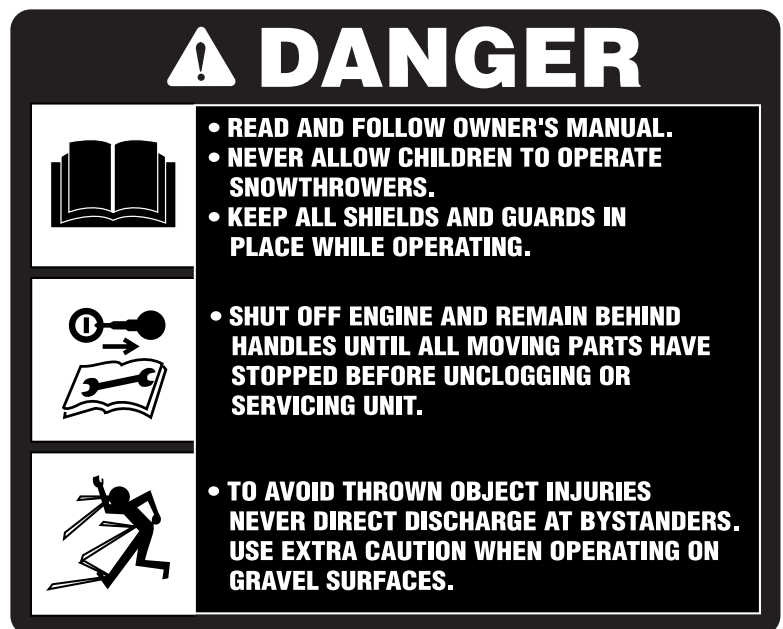 DANGER
• READ AND FOLLOW OWNER'S MANUAL.
• NEVER ALLOW CHILDREN TO OPERATE
SNOWTHROWERS.
• KEEP ALL SHIELDS AND GUARDS IN
PLACE WHILE OPERATING.
• SHUT OFF ENGINE AND REMAIN BEHIND
HANDLES UNTIL ALL MOVING PARTS HAVE
STOPPED BEFORE UNCLOGGING OR
SERVICING UNIT.
• TO AVOID THROWN OBJECT INJURIES
NEVER DIRECT DISCHARGE AT BYSTANDERS.
USE EXTRA CAUTION WHEN OPERATING ON
GRAVEL SURFACES.